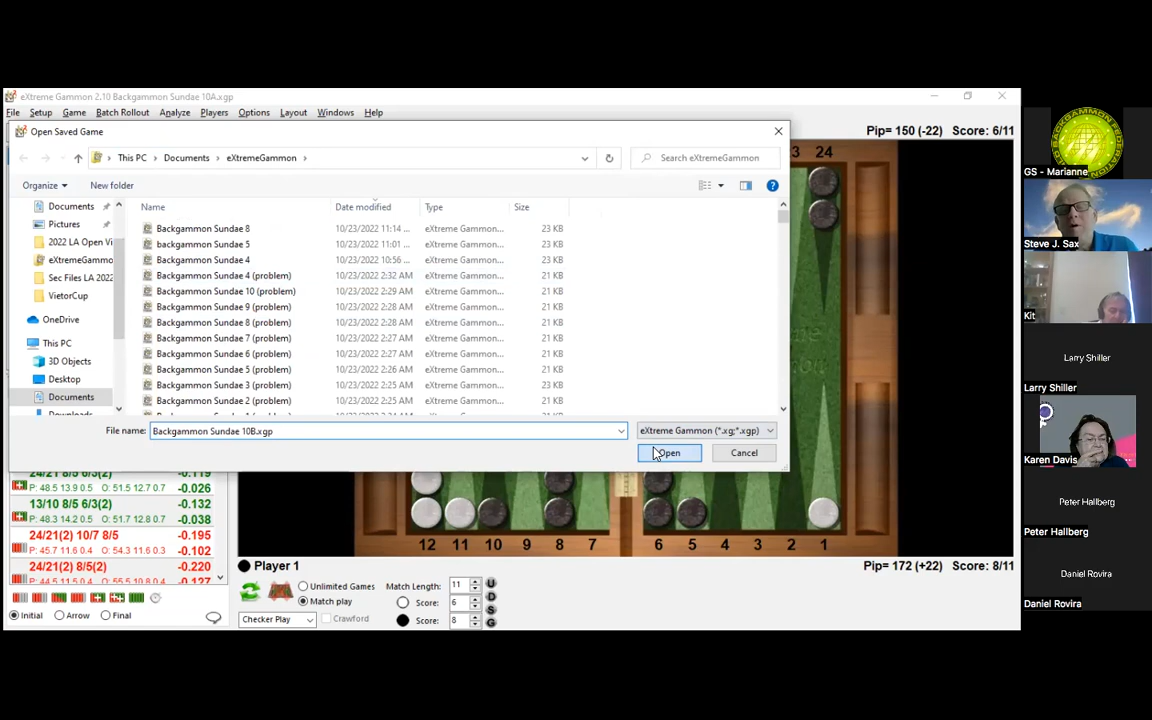 eXtreme Gammon 2.10 Backgammon Sundae 10A.xgp
File Setup Game Batch Rollout Analyze Players Options Layout Windows Help
Open Saved Game
Pip= 150 (-22) Score: 6/11
This PC Documents eXtremeGammon
Search eXtremeGammon
3 24
Organize New folder
Name Date modified Type Size
Documents
Pictures
2022 LA Open Vi
eXtremeGammo
Sec Files LA 2022
VietorCup
OneDrive
This PC
3D Objects
Desktop
Documents
Backgammon Sundae 8 10/23/2022 11:14 ... eXtreme Gammon... 23 KB
backgammon Sundae 5 10/23/2022 11:01 ... eXtreme Gammon... 23 KB
Backgammon Sundae 4 10/23/2022 10:56 ... eXtreme Gammon... 23 KB
Backgammon Sundae 4 (problem) 10/23/2022 2:32 AM eXtreme Gammon... 21 KB
Backgammon Sundae 10 (problem) 10/23/2022 2:29 AM eXtreme Gammon... 21 KB
Backgammon Sundae 9 (problem) 10/23/2022 2:28 AM eXtreme Gammon... 21 KB
Backgammon Sundae 8 (problem) 10/23/2022 2:28 AM eXtreme Gammon... 21 KB
Backgammon Sundae 7 (problem) 10/23/2022 2:27 AM eXtreme Gammon... 21 KB
Backgammon Sundae 6 (problem) 10/23/2022 2:27 AM eXtreme Gammon... 21 KB
Backgammon Sundae 5 (problem) 10/23/2022 2:26 AM eXtreme Gammon... 21 KB
Backgammon Sundae 3 (problem) 10/23/2022 2:25 AM eXtreme Gammon... 23 KB
Backgammon Sundae 2 (problem) 10/23/2022 2:25 AM eXtreme Gammon... 21 KB
File name: Backgammon Sundae 10B.xgp
eXtreme Gammon (*.xg;*.xgp)
Open Cancel
24/21 8/5 6/3(2) -0.119
P: 48.5 13.9 0.5 O: 51.5 12.7 0.7 -0.026
13/10 8/5 6/3(2) -0.132
P: 48.3 14.2 0.5 O: 51.7 12.8 0.7 -0.038
24/21(2) 10/7 8/5 -0.195
P: 45.7 11.6 0.4 O: 54.3 11.6 0.3 -0.102
24/21(2) 8/5(2) -0.220
P: 44.5 11.5 0.4 O: 55.5 10.8 0.4 -0.127
Initial Arrow Final
12 11 10 9 8 7 6 5 4 3 2 1
Player 1
Pip= 172 (+22) Score: 8/11
Unlimited Games
Match play
Checker Play
Crawford
Match Length: 11
Score: 6
Score: 8
U
D
S
G
GS - Marianne
Steve J. Sax
Kit
Larry Shiller
Larry Shiller
Karen Davis
Peter Hallberg
Peter Hallberg
Daniel Rovira
Daniel Rovira